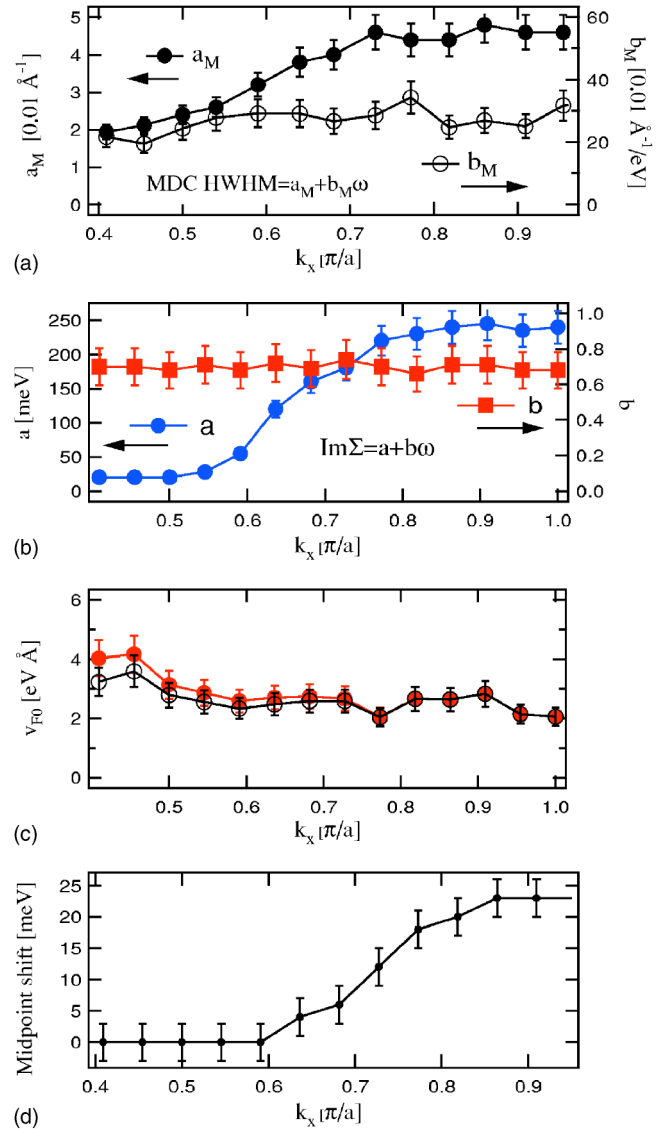 5
4
3
2
1
0
a_M [0.01 Å⁻¹]
a_M
b_M
MDC HWHM=a_M+b_Mω
60
40
20
0
b_M [0.01 Å⁻¹/eV]
0.4 0.5 0.6 0.7 0.8 0.9
k_x [π/a]
(a)
250
200
150
100
50
0
a [meV]
a
b
ImΣ=a+bω
1.0
0.8
0.6
0.4
0.2
0.0
b
0.5 0.6 0.7 0.8 0.9 1.0
k_x [π/a]
(b)
6
4
2
0
v_F0 [eV Å]
0.5 0.6 0.7 0.8 0.9 1.0
k_x [π/a]
(c)
25
20
15
10
5
0
Midpoint shift [meV]
0.4 0.5 0.6 0.7 0.8 0.9
k_x [π/a]
(d)